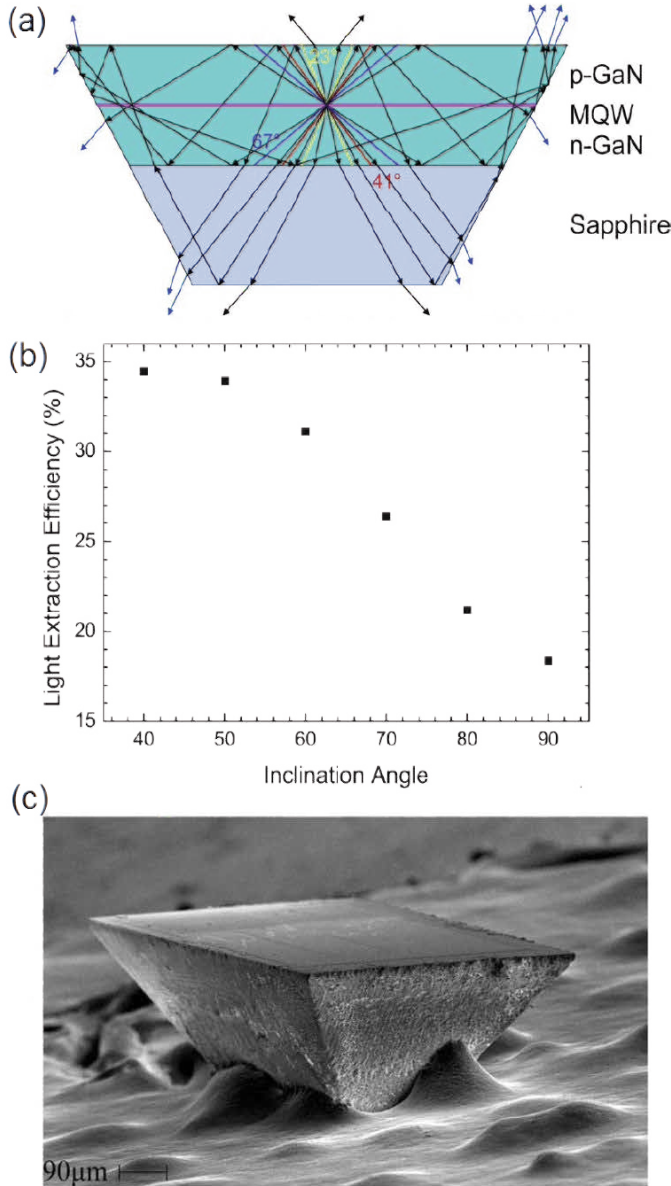 (a)
23°
p-GaN
MQW
67°
n-GaN
41°
Sapphire
(b)
Light Extraction Efficiency (%)
35
30
25
20
15
40 50 60 70 80 90
Inclination Angle
(c)
90μm